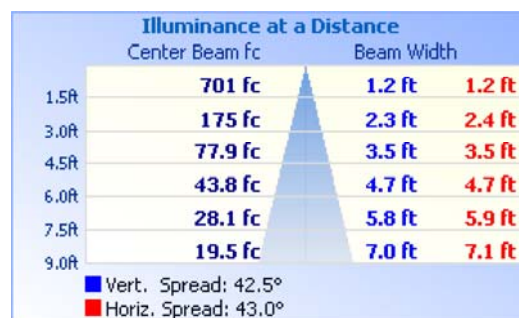 Illuminance at a Distance
Center Beam fc Beam Width
701 fc 1.2 ft 1.2 ft
1.5ft
175 fc 2.3 ft 2.4 ft
3.0ft
77.9 fc 3.5 ft 3.5 ft
4.5ft
43.8 fc 4.7 ft 4.7 ft
6.0ft
28.1 fc 5.8 ft 5.9 ft
7.5ft
19.5 fc 7.0 ft 7.1 ft
9.0ft
Vert. Spread: 42.5°
Horiz. Spread: 43.0°